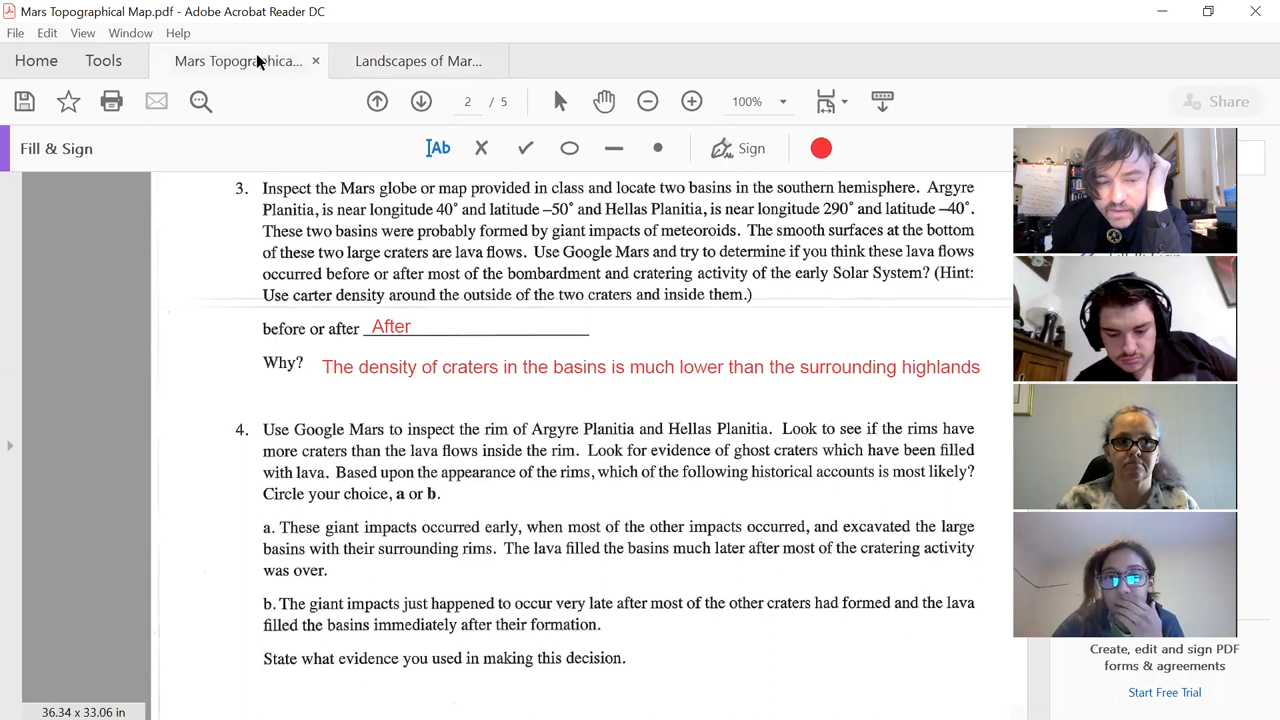 Mars Topographical Map.pdf - Adobe Acrobat Reader DC
File Edit View Window Help
Home Tools Mars Topographica... × Landscapes of Mar...
2 / 5 100% Share
Fill & Sign IAb Sign
3. Inspect the Mars globe or map provided in class and locate two basins in the southern hemisphere. Argyre
Planitia, is near longitude 40° and latitude –50° and Hellas Planitia, is near longitude 290° and latitude –40°.
These two basins were probably formed by giant impacts of meteoroids. The smooth surfaces at the bottom
of these two large craters are lava flows. Use Google Mars and try to determine if you think these lava flows
occurred before or after most of the bombardment and cratering activity of the early Solar System? (Hint:
Use carter density around the outside of the two craters and inside them.)
before or after After
Why? The density of craters in the basins is much lower than the surrounding highlands
4. Use Google Mars to inspect the rim of Argyre Planitia and Hellas Planitia. Look to see if the rims have
more craters than the lava flows inside the rim. Look for evidence of ghost craters which have been filled
with lava. Based upon the appearance of the rims, which of the following historical accounts is most likely?
Circle your choice, a or b.
a. These giant impacts occurred early, when most of the other impacts occurred, and excavated the large
basins with their surrounding rims. The lava filled the basins much later after most of the cratering activity
was over.
b. The giant impacts just happened to occur very late after most of the other craters had formed and the lava
filled the basins immediately after their formation.
State what evidence you used in making this decision.
Create, edit and sign PDF
forms & agreements
Start Free Trial
36.34 x 33.06 in